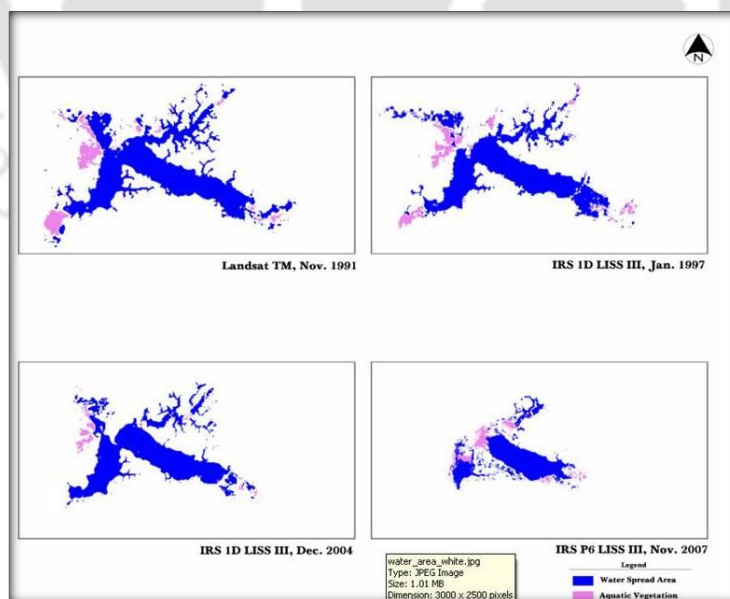 N
Landsat TM, Nov. 1991
IRS 1D LISS III, Jan. 1997
IRS 1D LISS III, Dec. 2004
IRS P6 LISS III, Nov. 2007
Legend
Water Spread Area
Aquatic Vegetation
water_area_white.jpg
Type: JPEG Image
Size: 1.01 MB
Dimension: 3000 x 2500 pixels